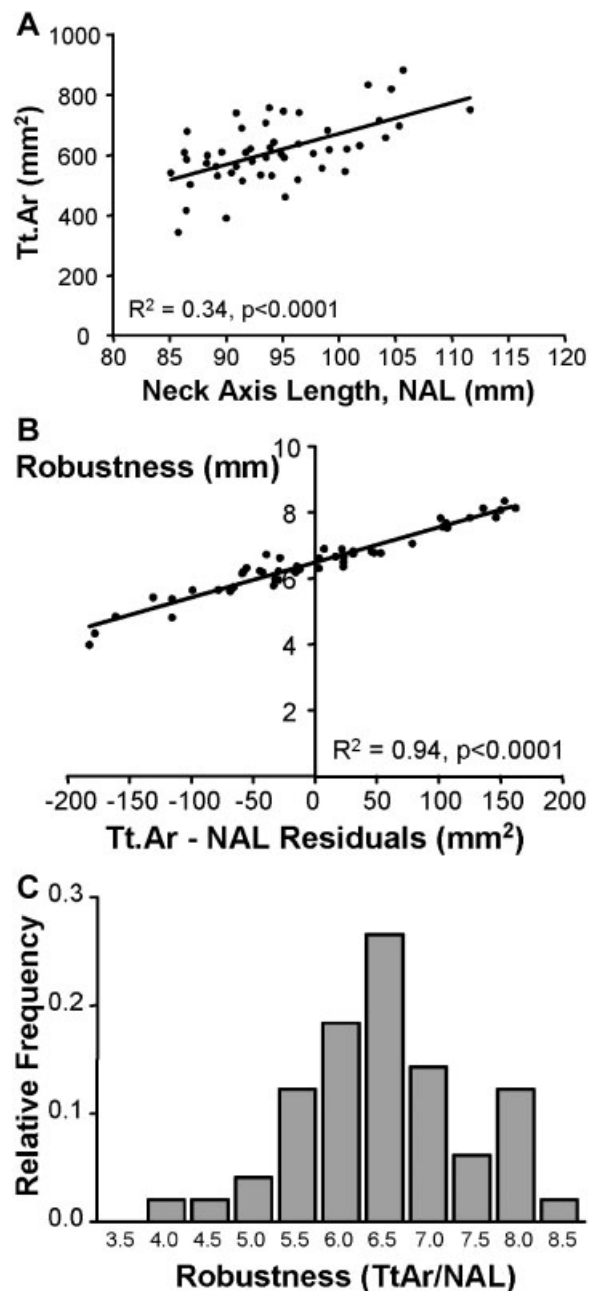 A
1000
800
600
400
200
0
Tt.Ar (mm²)
R² = 0.34, p<0.0001
80 85 90 95 100 105 110 115 120
Neck Axis Length, NAL (mm)
B
Robustness (mm)
10
8
6
4
2
R² = 0.94, p<0.0001
-200 -150 -100 -50 0 50 100 150 200
Tt.Ar - NAL Residuals (mm²)
C
0.3
0.2
0.1
0.0
Relative Frequency
3.5 4.0 4.5 5.0 5.5 6.0 6.5 7.0 7.5 8.0 8.5
Robustness (TtAr/NAL)